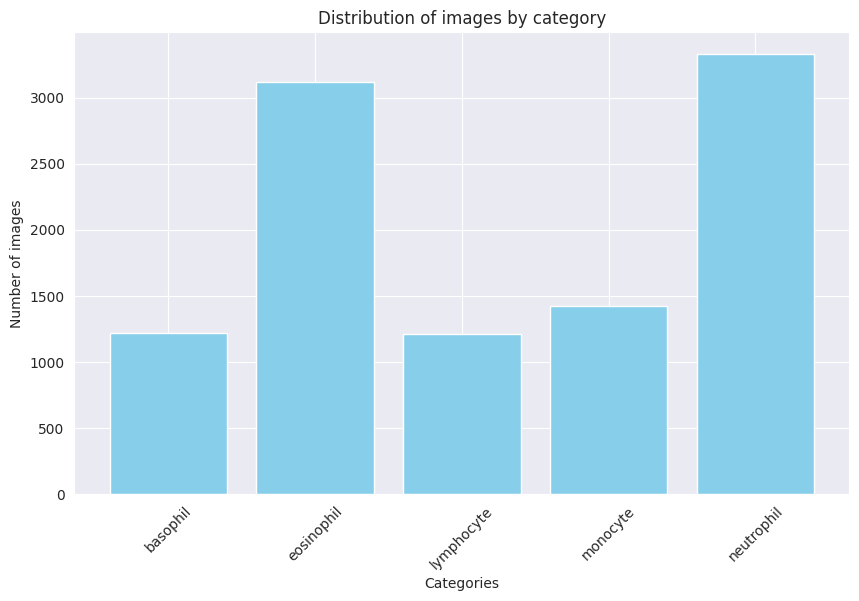 Distribution of images by category
Number of images
3000
2500
2000
1500
1000
500
0
basophil
eosinophil
lymphocyte
monocyte
neutrophil
Categories